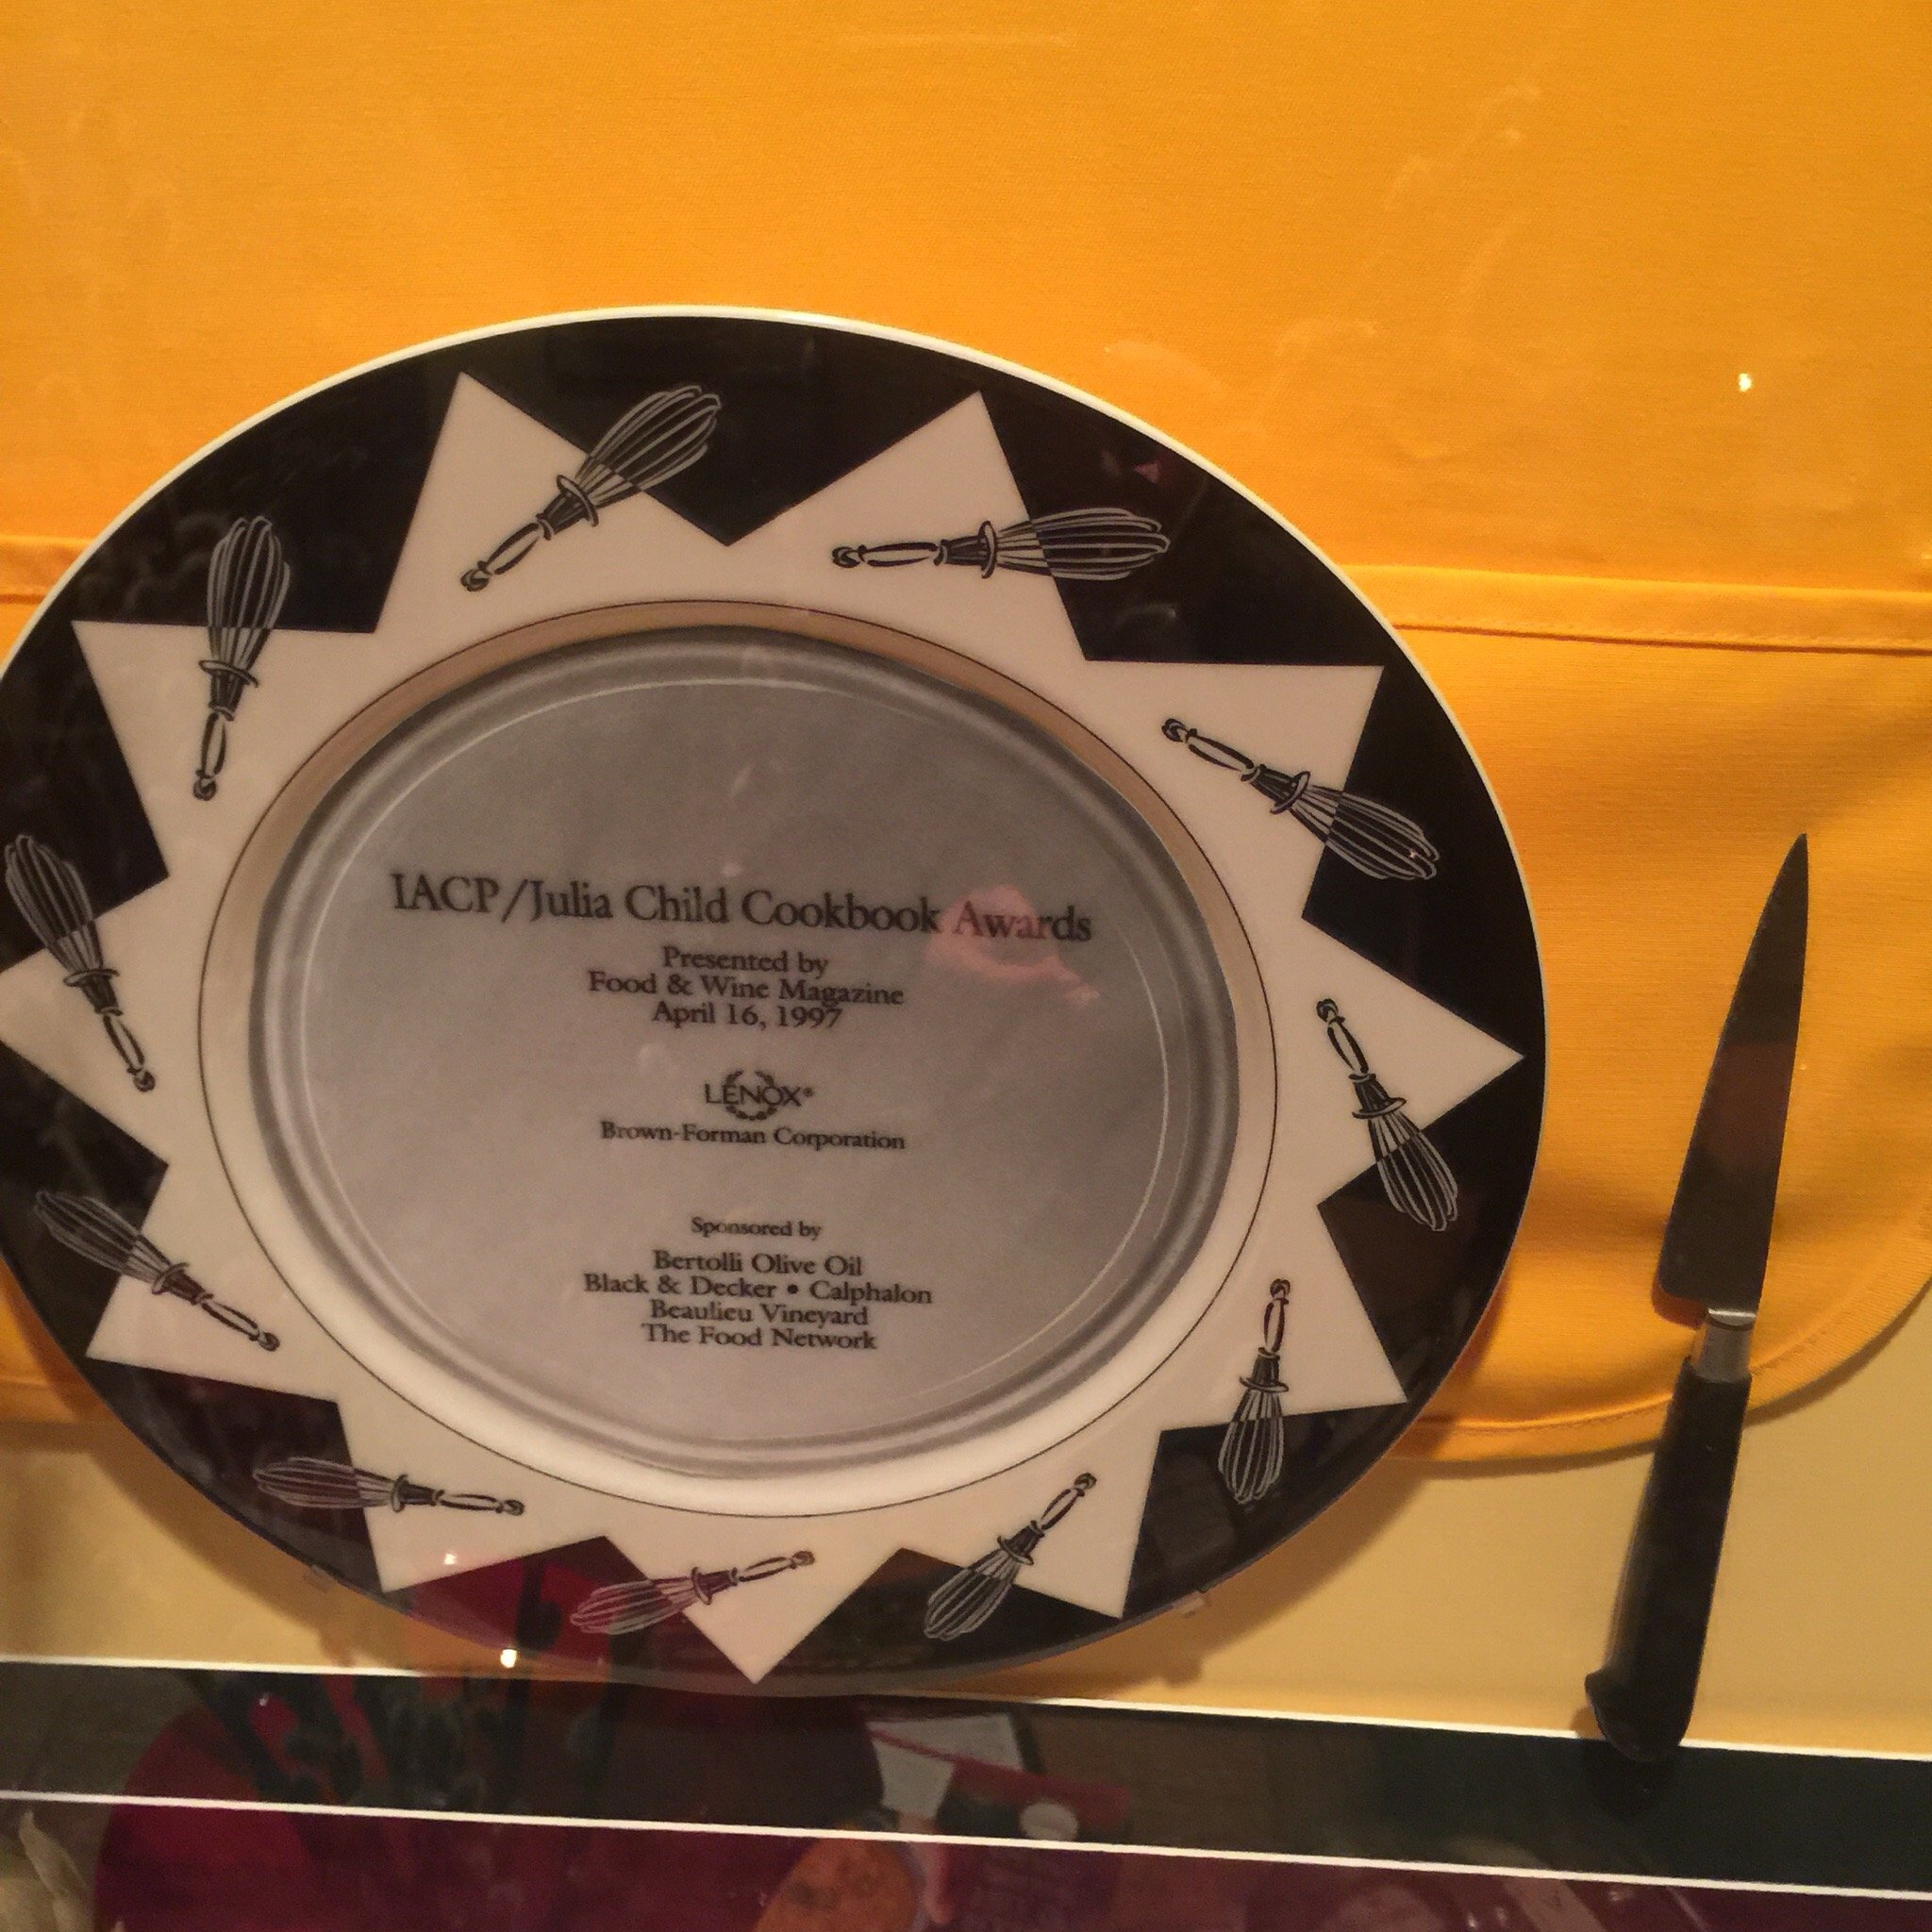 IACP/Julia Child Cookbook Awards
Presented by
Food & Wine Magazine
April 16, 1997
LENOX®
Brown-Forman Corporation
Sponsored by
Bertolli Olive Oil
Black & Decker • Calphalon
Beaulieu Vineyard
The Food Network